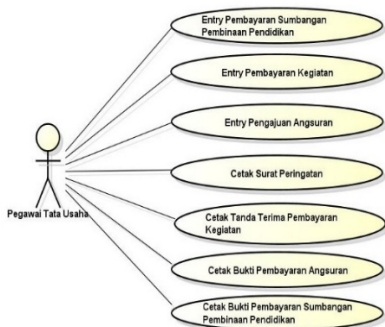 Entry Pembayaran Sumbangan
Pembinaan Pendidikan
Entry Pembayaran Kegiatan
Entry Pengajuan Angsuran
Cetak Surat Peringatan
Pegawai Tata Usaha
Cetak Tanda Terima Pembayaran
Kegiatan
Cetak Bukti Pembayaran Angsuran
Cetak Bukti Pembayaran Sumbangan
Pembinaan Pendidikan